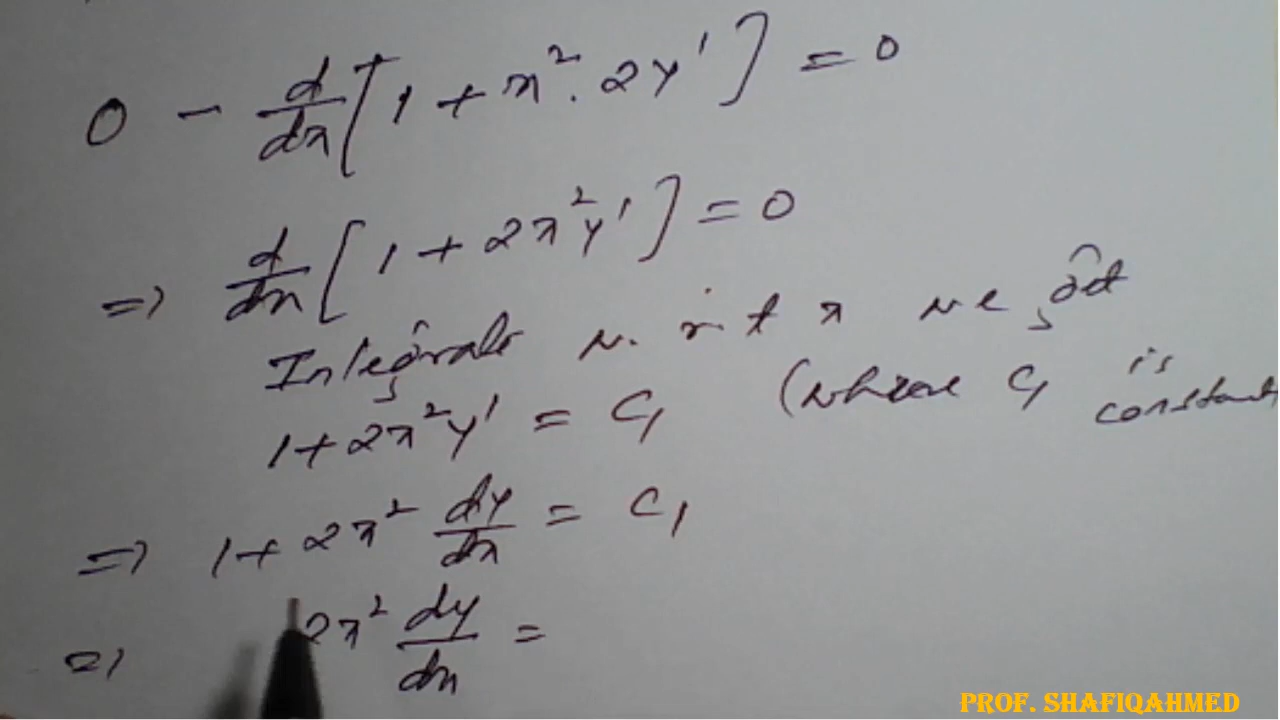 0 - d/dx [1 + x². 2y'] = 0
=> d/dx [1 + 2x²y'] = 0
Integrate w. r. t x we get
1 + 2x²y' = C₁ (where C₁ is constant
=> 1 + 2x² dy/dx = C₁
=> 2x² dy/dx =
PROF. SHAFIQAHMED